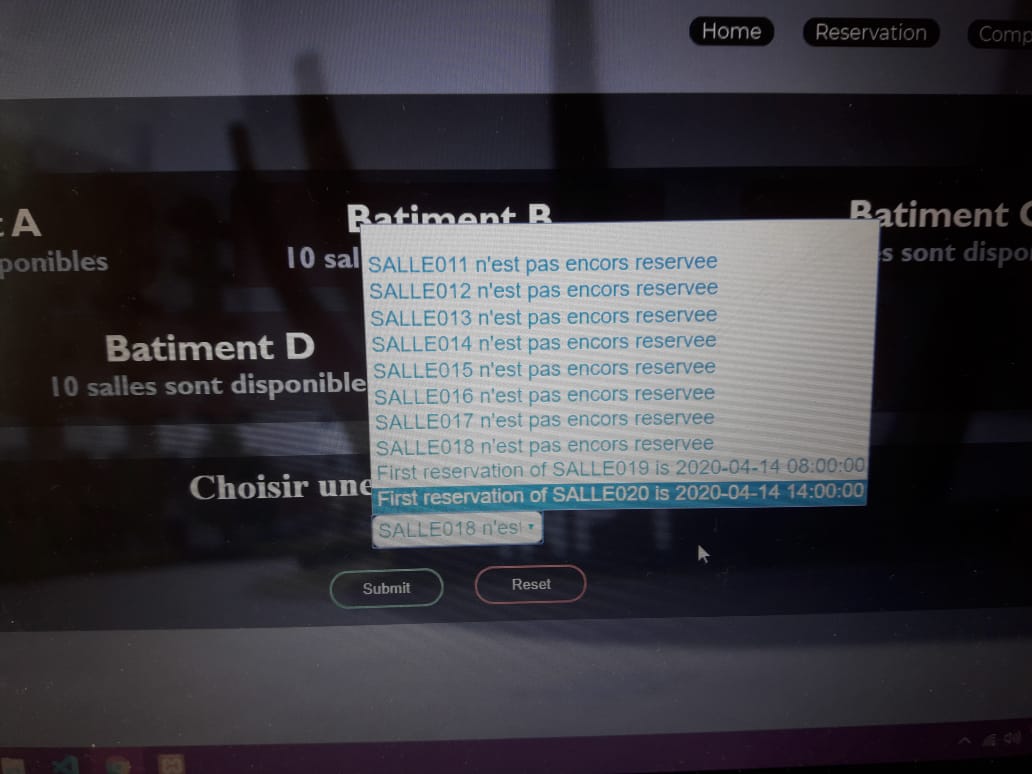 Home
Reservation
Comp
t A
ponibles
Batiment B
10 sal
Batiment C
s sont dispo
SALLE011 n'est pas encors reservee
SALLE012 n'est pas encors reservee
SALLE013 n'est pas encors reservee
SALLE014 n'est pas encors reservee
SALLE015 n'est pas encors reservee
SALLE016 n'est pas encors reservee
SALLE017 n'est pas encors reservee
SALLE018 n'est pas encors reservee
First reservation of SALLE019 is 2020-04-14 08:00:00
First reservation of SALLE020 is 2020-04-14 14:00:00
Batiment D
10 salles sont disponible
Choisir une
SALLE018 n'es
Submit
Reset